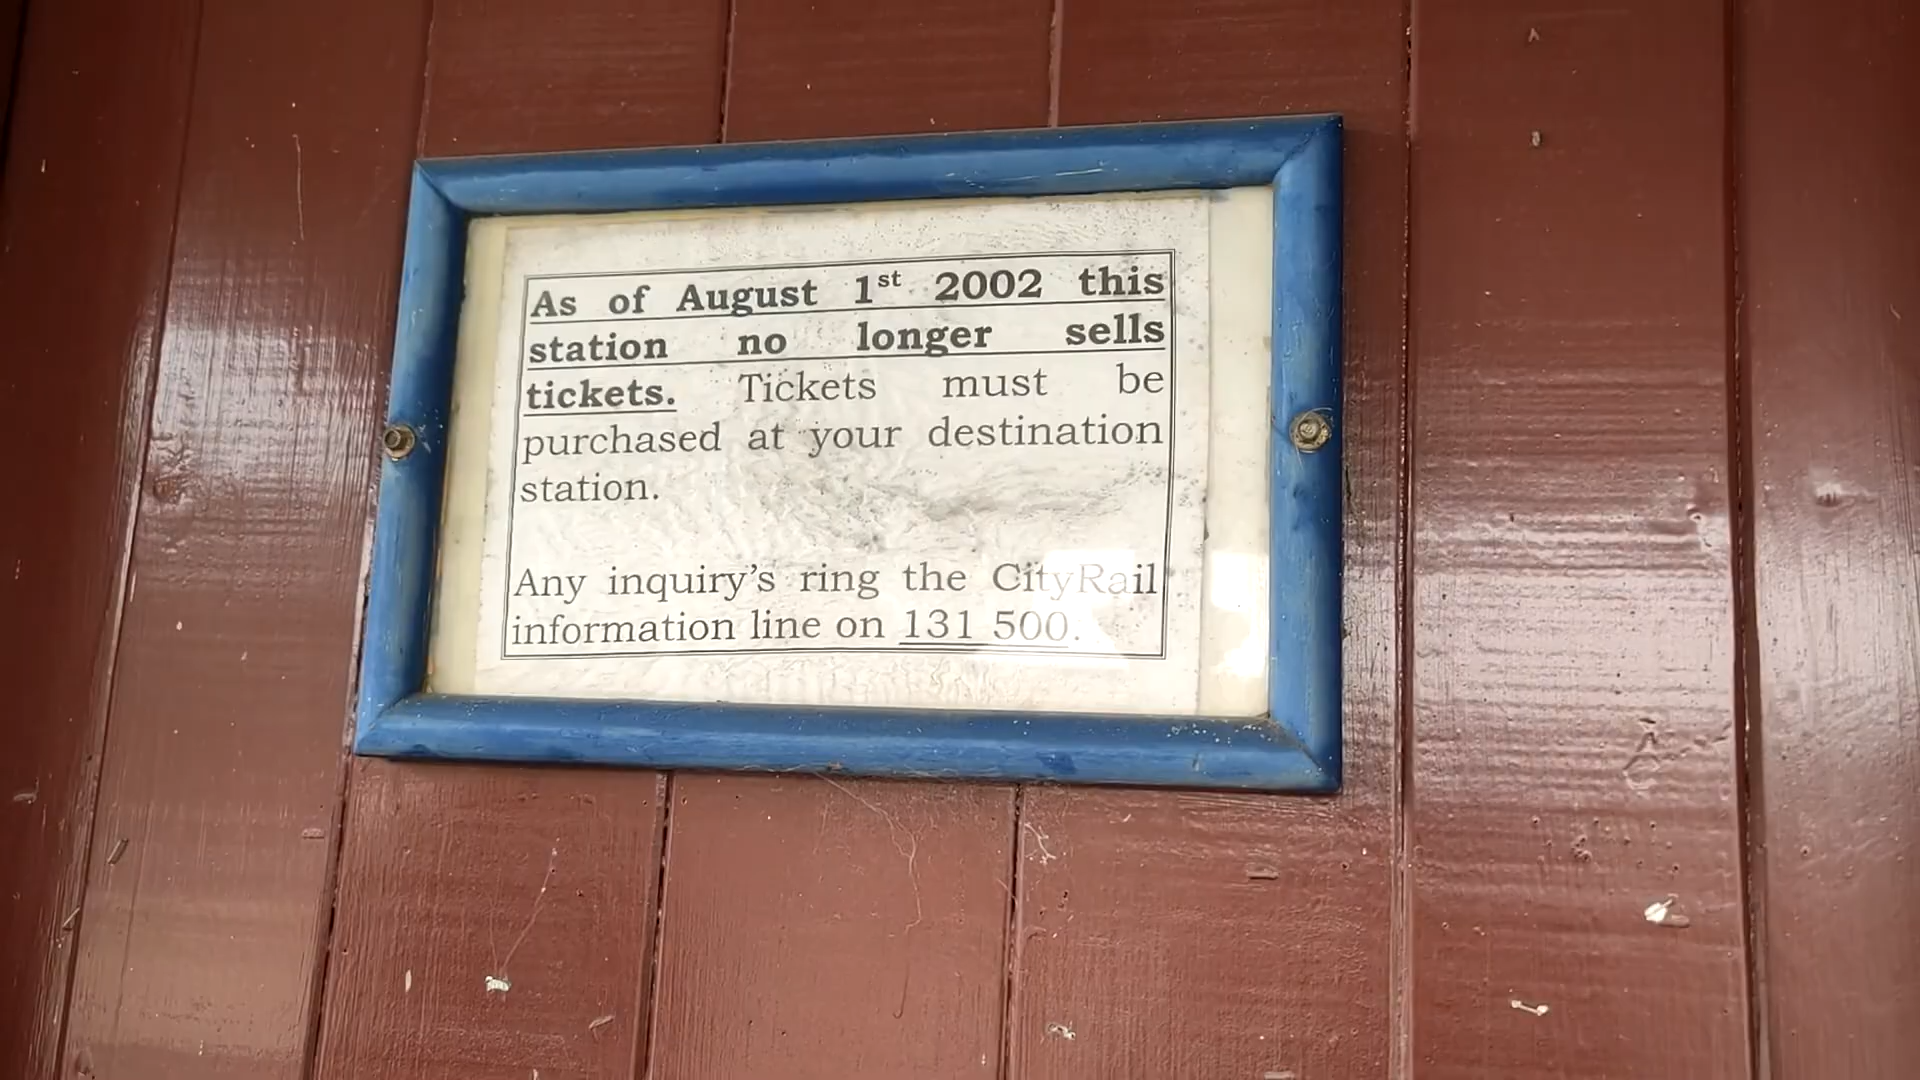 As of August 1st 2002 this
station no longer sells
tickets. Tickets must be
purchased at your destination
station.
Any inquiry's ring the CityRail
information line on 131 500.